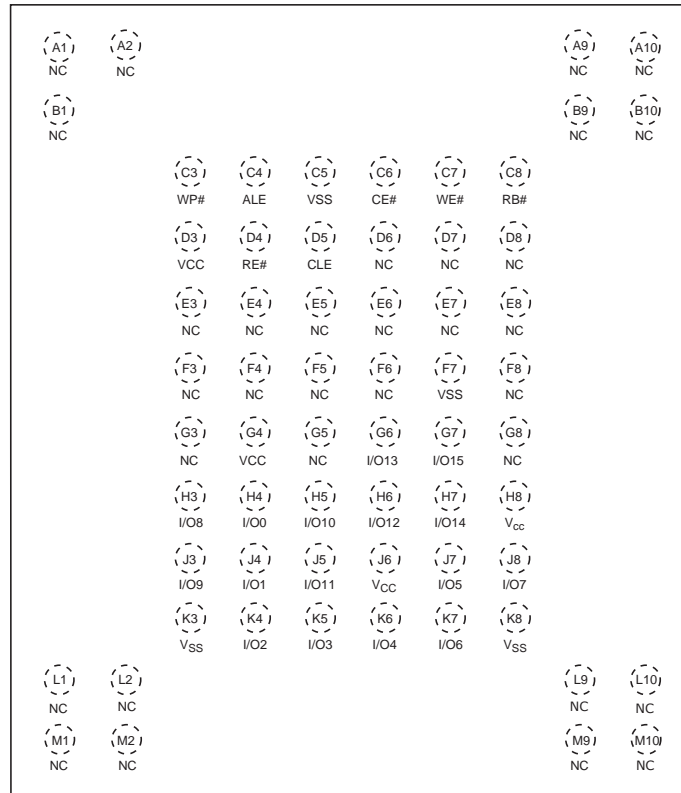 A1 A2 A9 A10
NC NC NC NC
B1 B9 B10
NC NC NC
C3 C4 C5 C6 C7 C8
WP# ALE VSS CE# WE# RB#
D3 D4 D5 D6 D7 D8
VCC RE# CLE NC NC NC
E3 E4 E5 E6 E7 E8
NC NC NC NC NC NC
F3 F4 F5 F6 F7 F8
NC NC NC NC VSS NC
G3 G4 G5 G6 G7 G8
NC VCC NC I/O13 I/O15 NC
H3 H4 H5 H6 H7 H8
I/O8 I/O0 I/O10 I/O12 I/O14 Vcc
J3 J4 J5 J6 J7 J8
I/O9 I/O1 I/O11 VCC I/O5 I/O7
K3 K4 K5 K6 K7 K8
VSS I/O2 I/O3 I/O4 I/O6 VSS
L1 L2 L9 L10
NC NC NC NC
M1 M2 M9 M10
NC NC NC NC